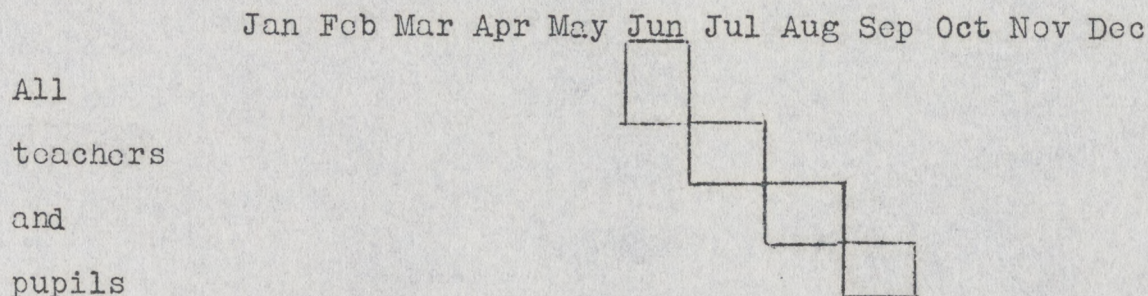 Jan Feb Mar Apr May Jun Jul Aug Sep Oct Nov Dec
All
teachers
and
pupils